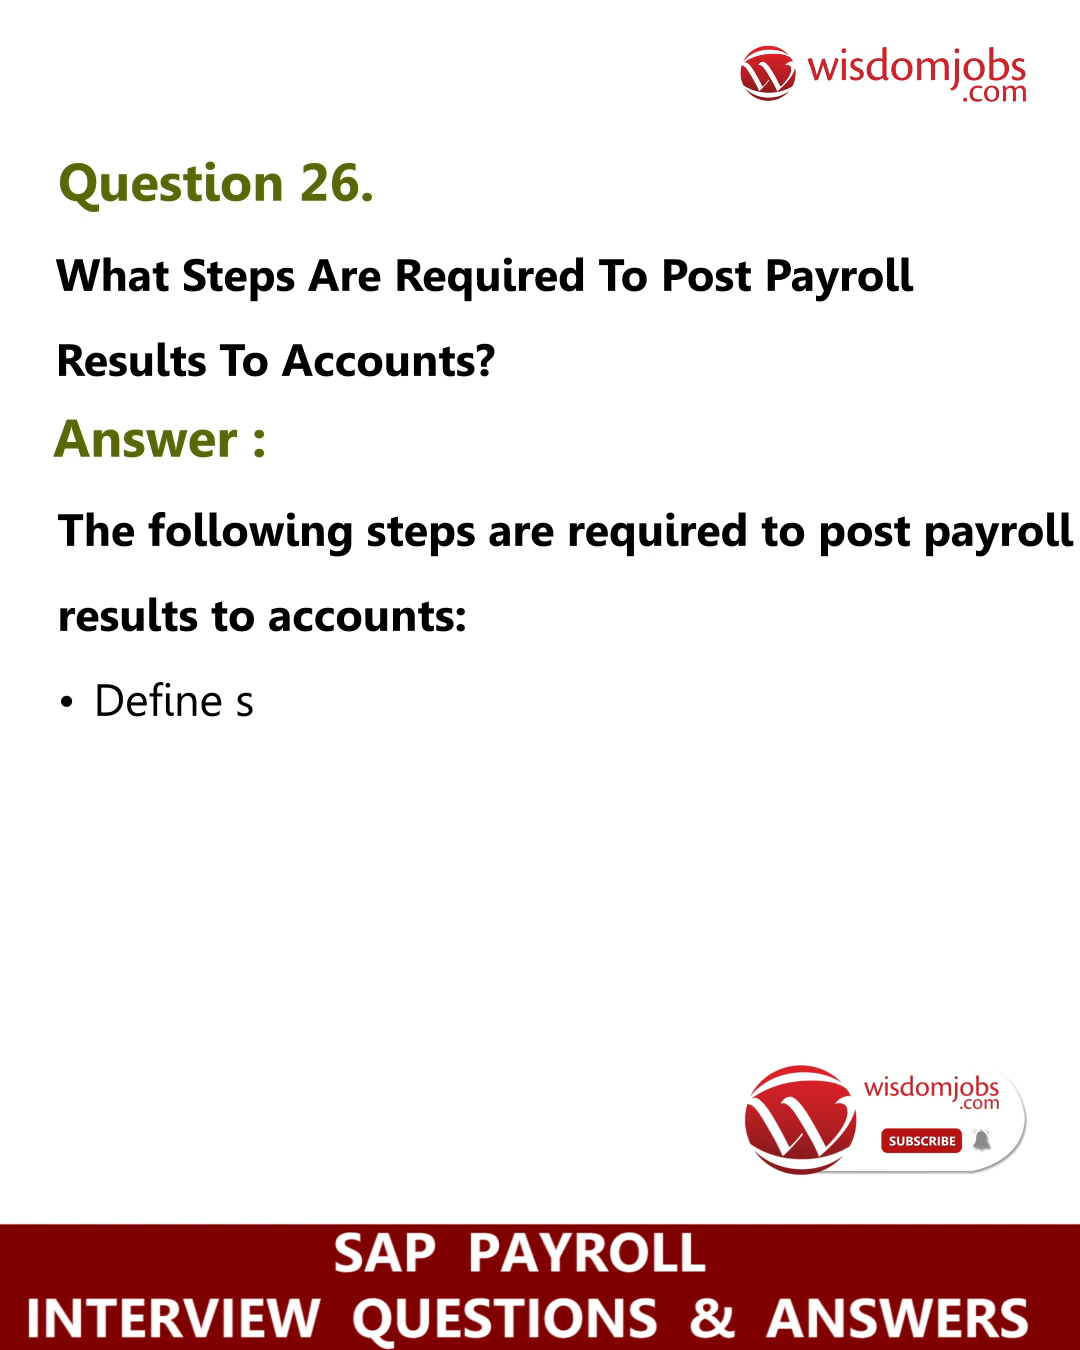 wisdomjobs
.com
Question 26.
What Steps Are Required To Post Payroll
Results To Accounts?
Answer :
The following steps are required to post payroll
results to accounts:
• Define s
wisdomjobs
.com
SUBSCRIBE
SAP PAYROLL
INTERVIEW QUESTIONS & ANSWERS